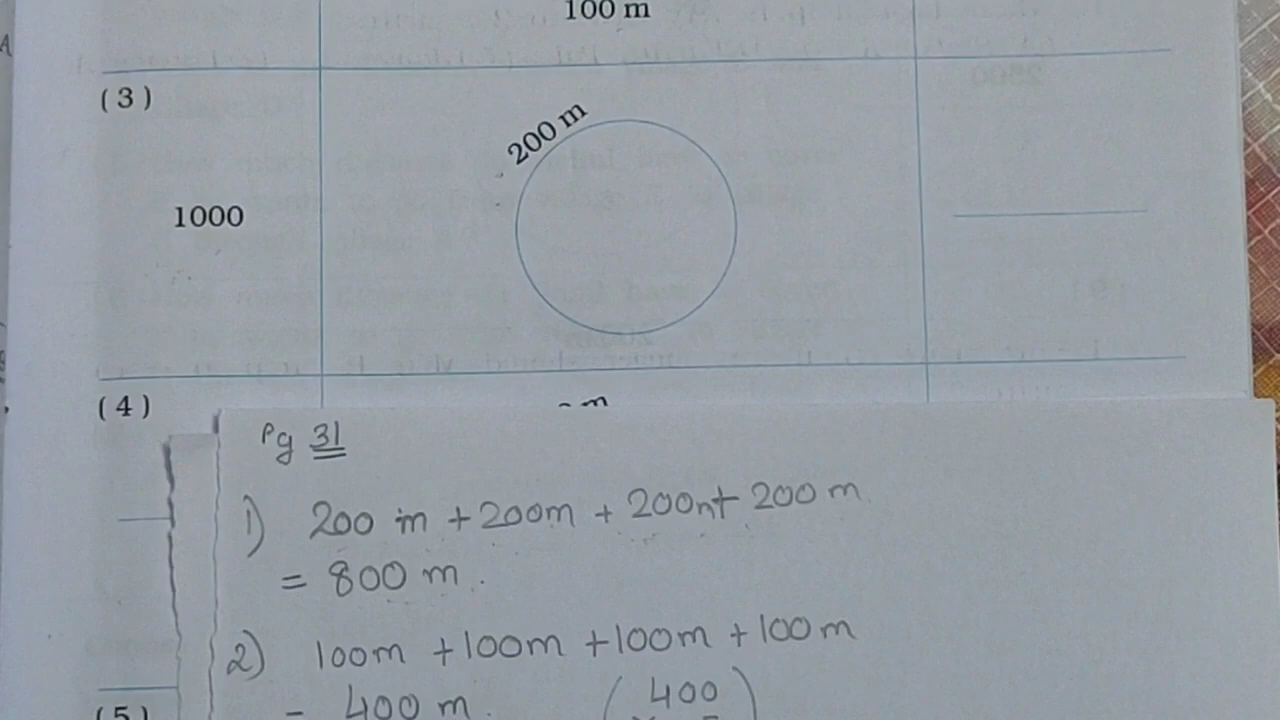 100 m
(3)
200 m
1000
(4)
m
Pg 31
1) 200 m + 200m + 200m + 200 m
= 800 m.
2) 100m + 100m + 100m + 100m
= 400 m. (400)
(5)